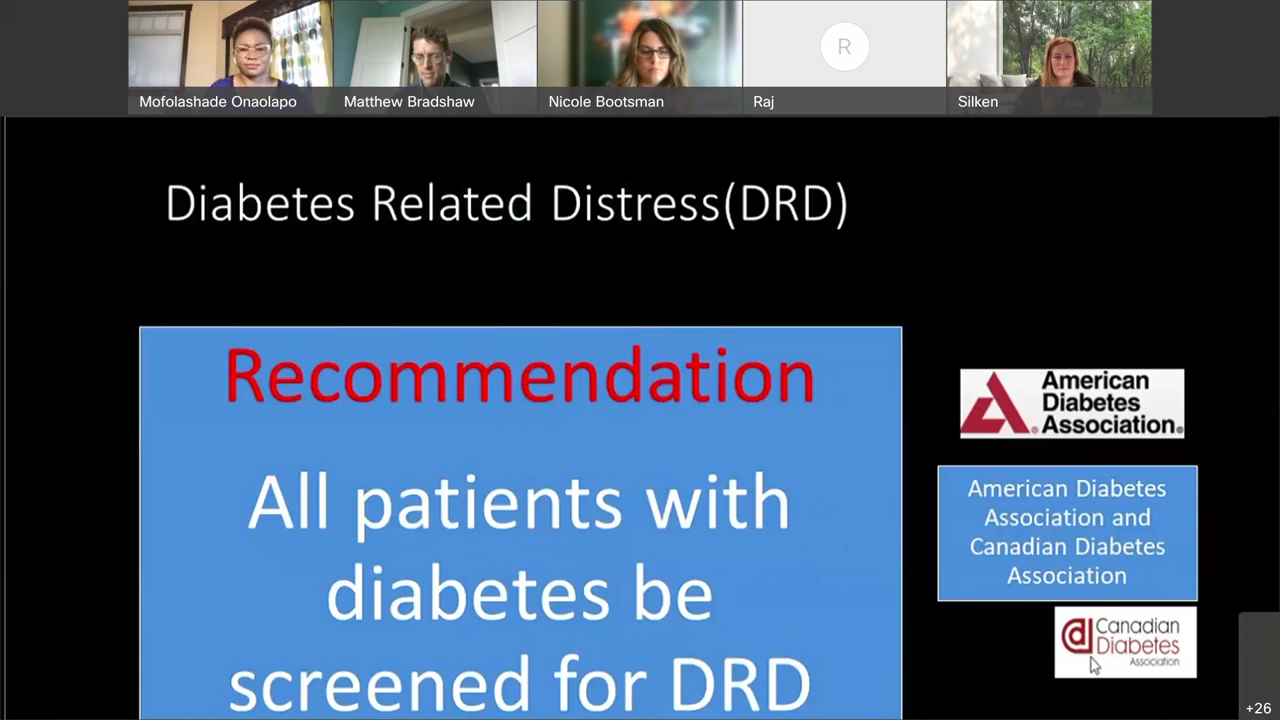 Mofolashade Onaolapo
Matthew Bradshaw
Nicole Bootsman
R
Raj
Silken
Diabetes Related Distress(DRD)
Recommendation
All patients with
diabetes be
screened for DRD
American
Diabetes
Association®
American Diabetes
Association and
Canadian Diabetes
Association
Canadian
Diabetes
Association
+26